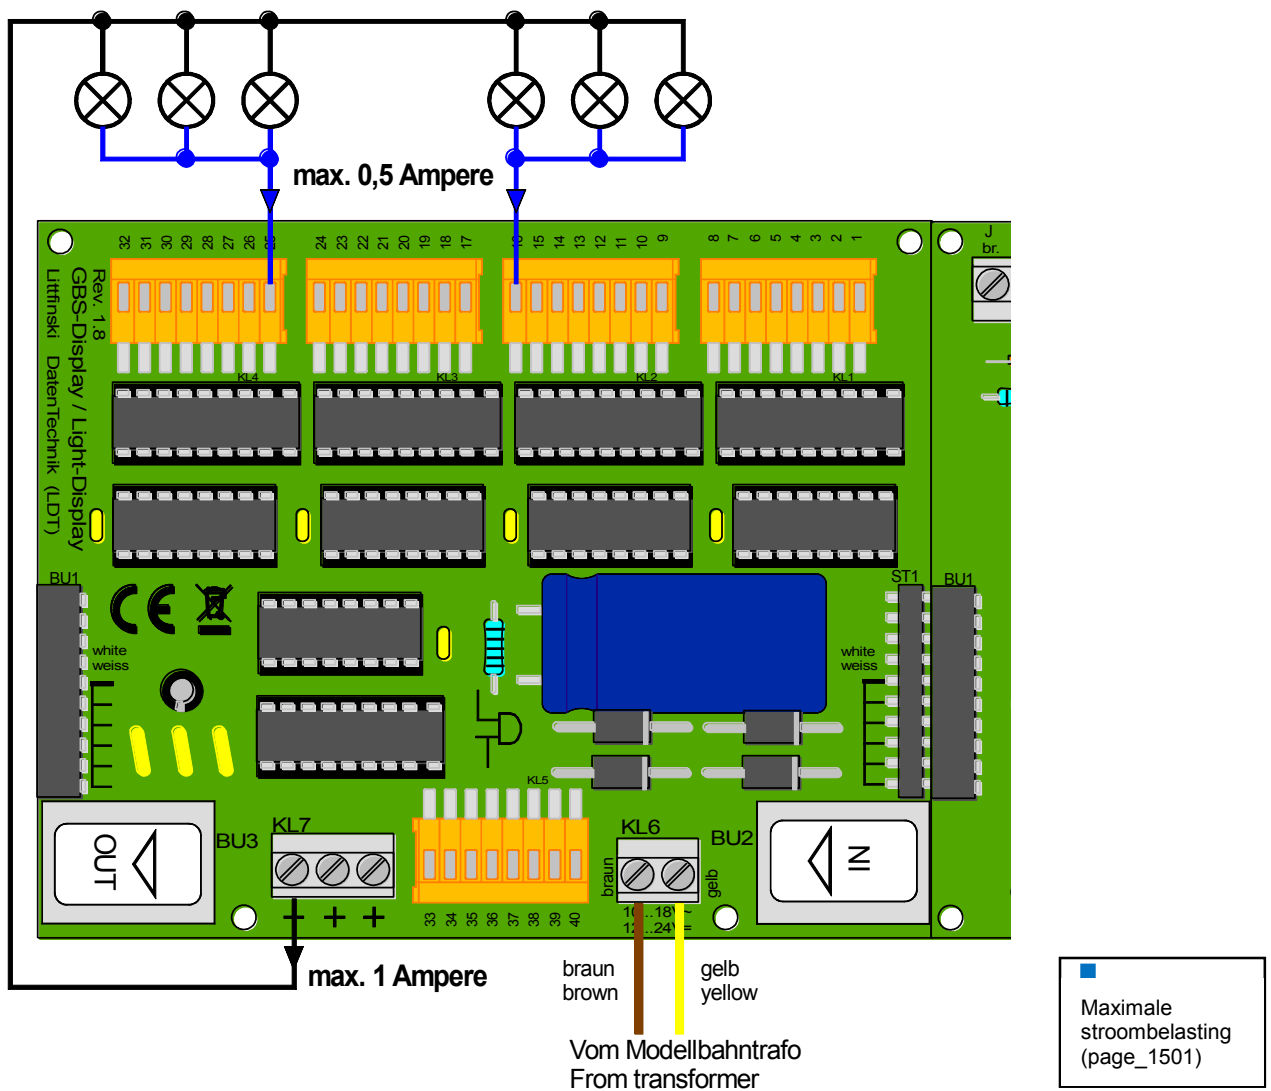 max. 0,5 Ampere
32 31 30 29 28 27 26 25
24 23 22 21 20 19 18 17
16 15 14 13 12 11 10 9
8 7 6 5 4 3 2 1
J
br.
Rev. 1.8
GBS-Display / Light-Display
Littfinski DatenTechnik (LDT)
KL4
KL3
KL2
KL1
BU1
ST1
BU1
white
weiss
white
weiss
KL5
OUT
BU3
KL7
KL6
BU2
IN
braun
gelb
+ + +
33 34 35 36 37 38 39 40
10...18V~
12...24V=
max. 1 Ampere
braun
brown
gelb
yellow
Vom Modellbahntrafo
From transformer
Maximale
stroombelasting
(page_1501)